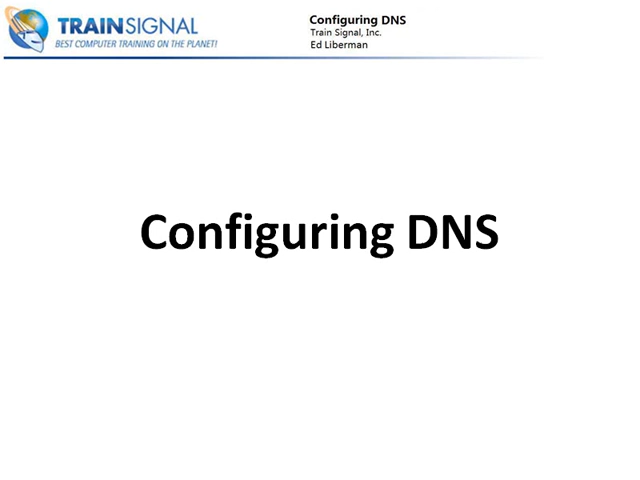 TRAINSIGNAL
BEST COMPUTER TRAINING ON THE PLANET!
Configuring DNS
Train Signal, Inc.
Ed Liberman
Configuring DNS